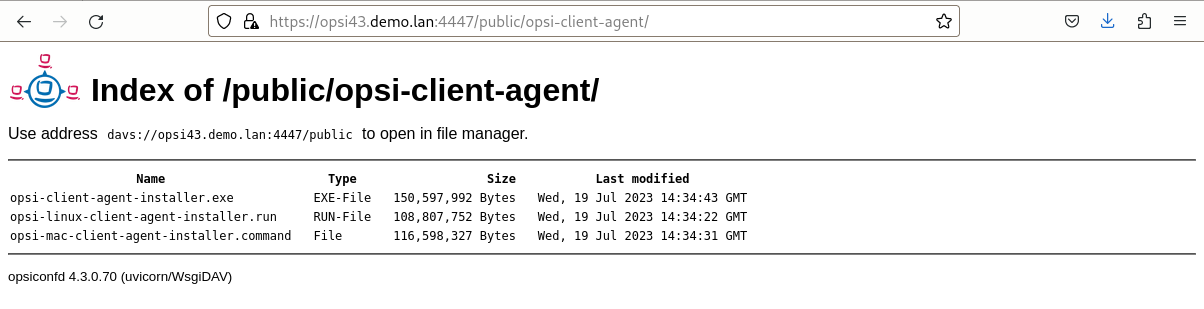 https://opsi43.demo.lan:4447/public/opsi-client-agent/
Index of /public/opsi-client-agent/
Use address davs://opsi43.demo.lan:4447/public to open in file manager.
Name Type Size Last modified
opsi-client-agent-installer.exe EXE-File 150,597,992 Bytes Wed, 19 Jul 2023 14:34:43 GMT
opsi-linux-client-agent-installer.run RUN-File 108,807,752 Bytes Wed, 19 Jul 2023 14:34:22 GMT
opsi-mac-client-agent-installer.command File 116,598,327 Bytes Wed, 19 Jul 2023 14:34:31 GMT
opsiconfd 4.3.0.70 (uvicorn/WsgiDAV)